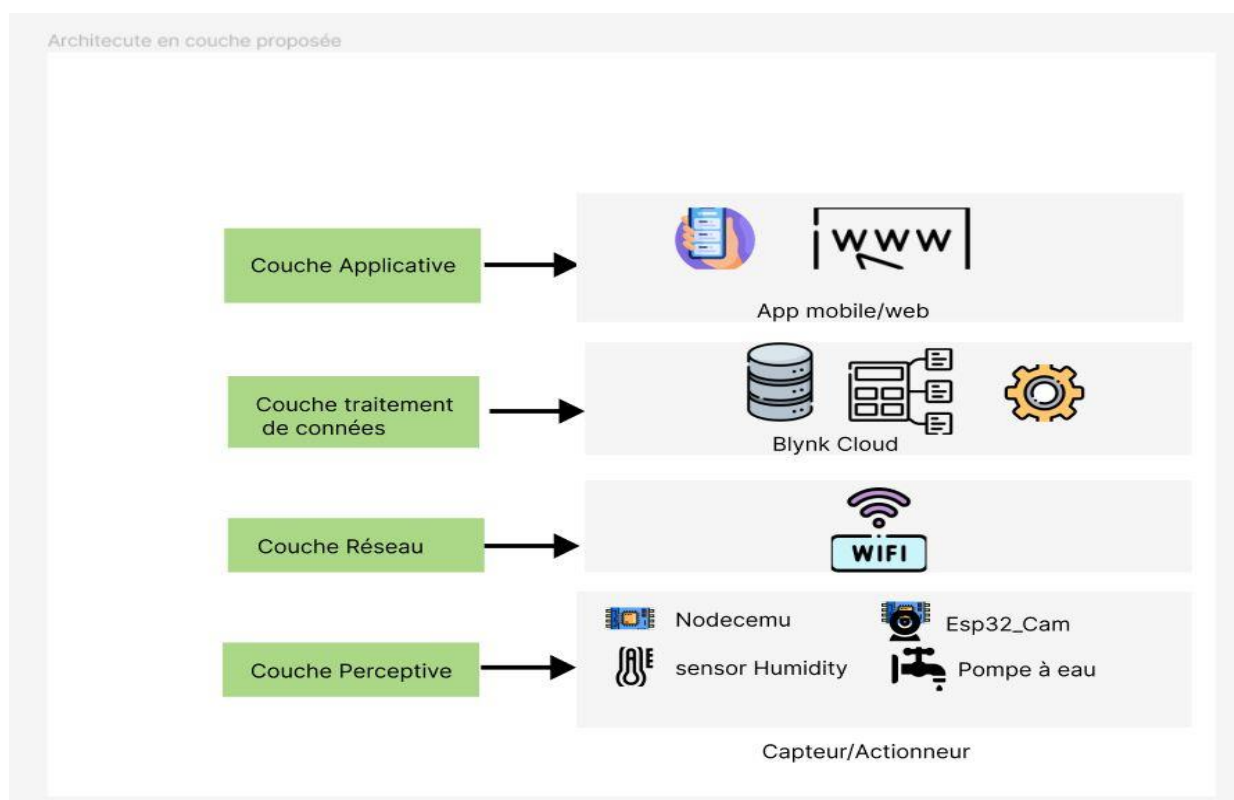 Architecute en couche proposée
Couche Applicative
www
App mobile/web
Couche traitement
de connées
Blynk Cloud
Couche Réseau
WIFI
Couche Perceptive
Nodecemu
Esp32_Cam
sensor Humidity
Pompe à eau
Capteur/Actionneur